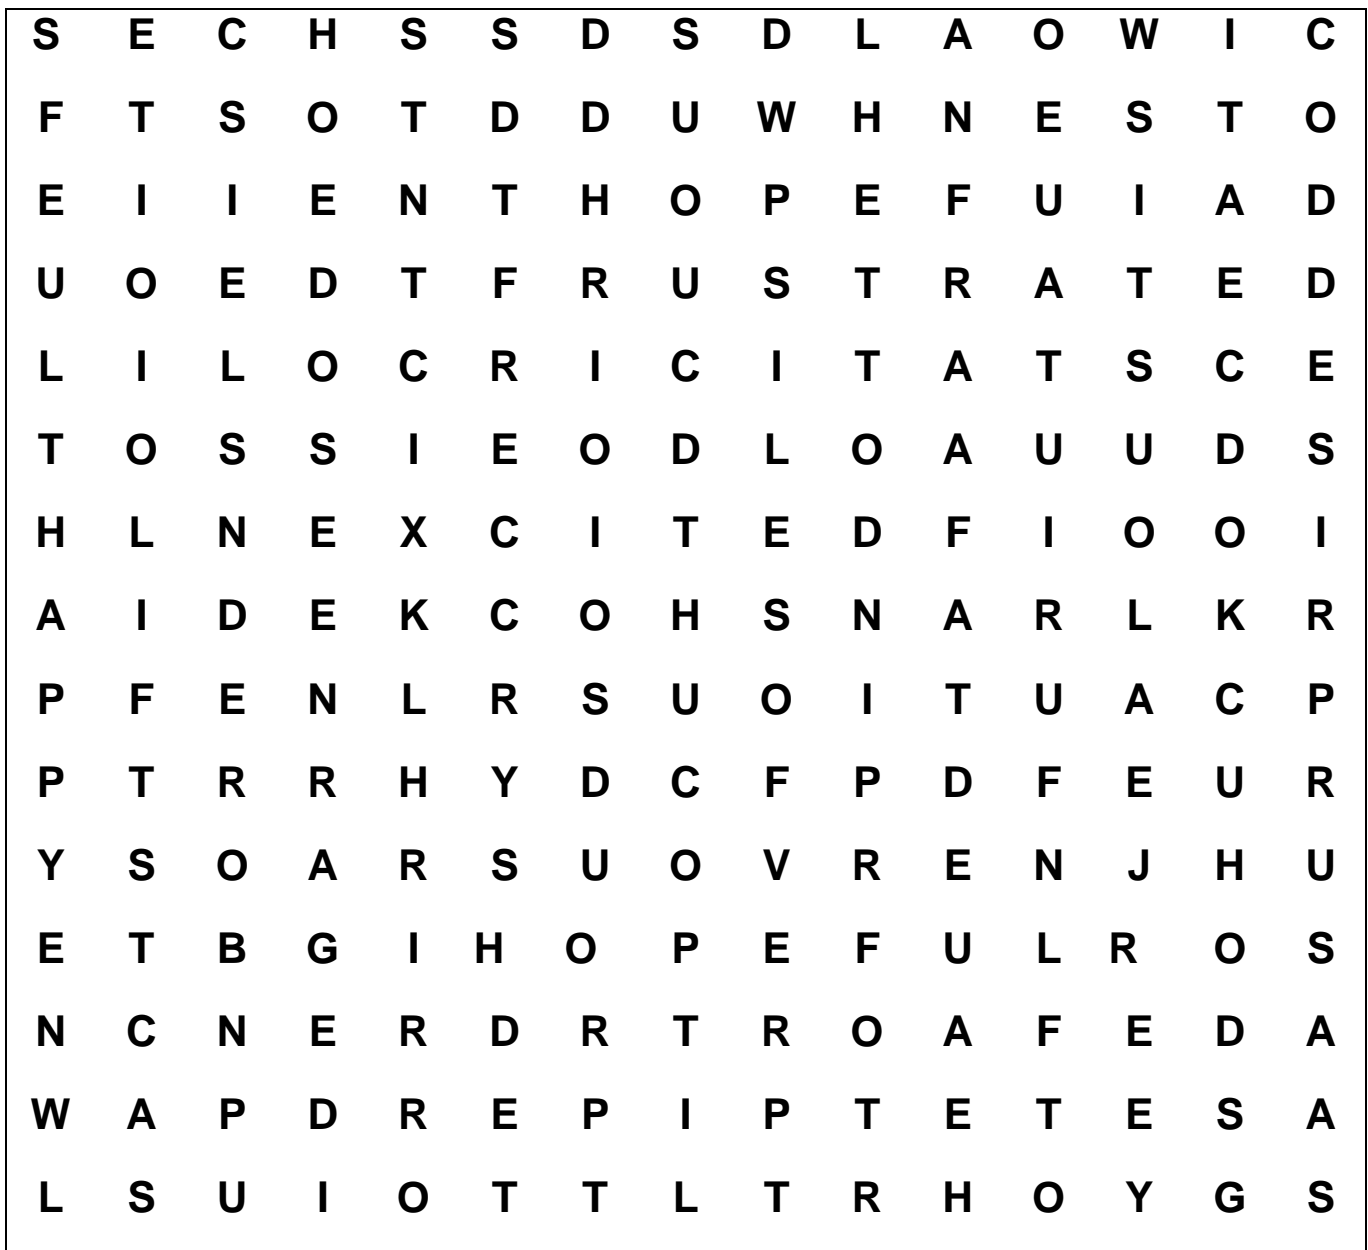 S E C H S S D S D L A O W I C
F T S O T D D U W H N E S T O
E I I E N T H O P E F U I A D
U O E D T F R U S T R A T E D
L I L O C R I C I T A T S C E
T O S S I E O D L O A U U D S
H L N E X C I T E D F I O O I
A I D E K C O H S N A R L K R
P F E N L R S U O I T U A C P
P T R R H Y D C F P D F E U R
Y S O A R S U O V R E N J H U
E T B G I H O P E F U L R O S
N C N E R D R T R O A F E D A
W A P D R E P I P T E T E S A
L S U I O T T L T R H O Y G S